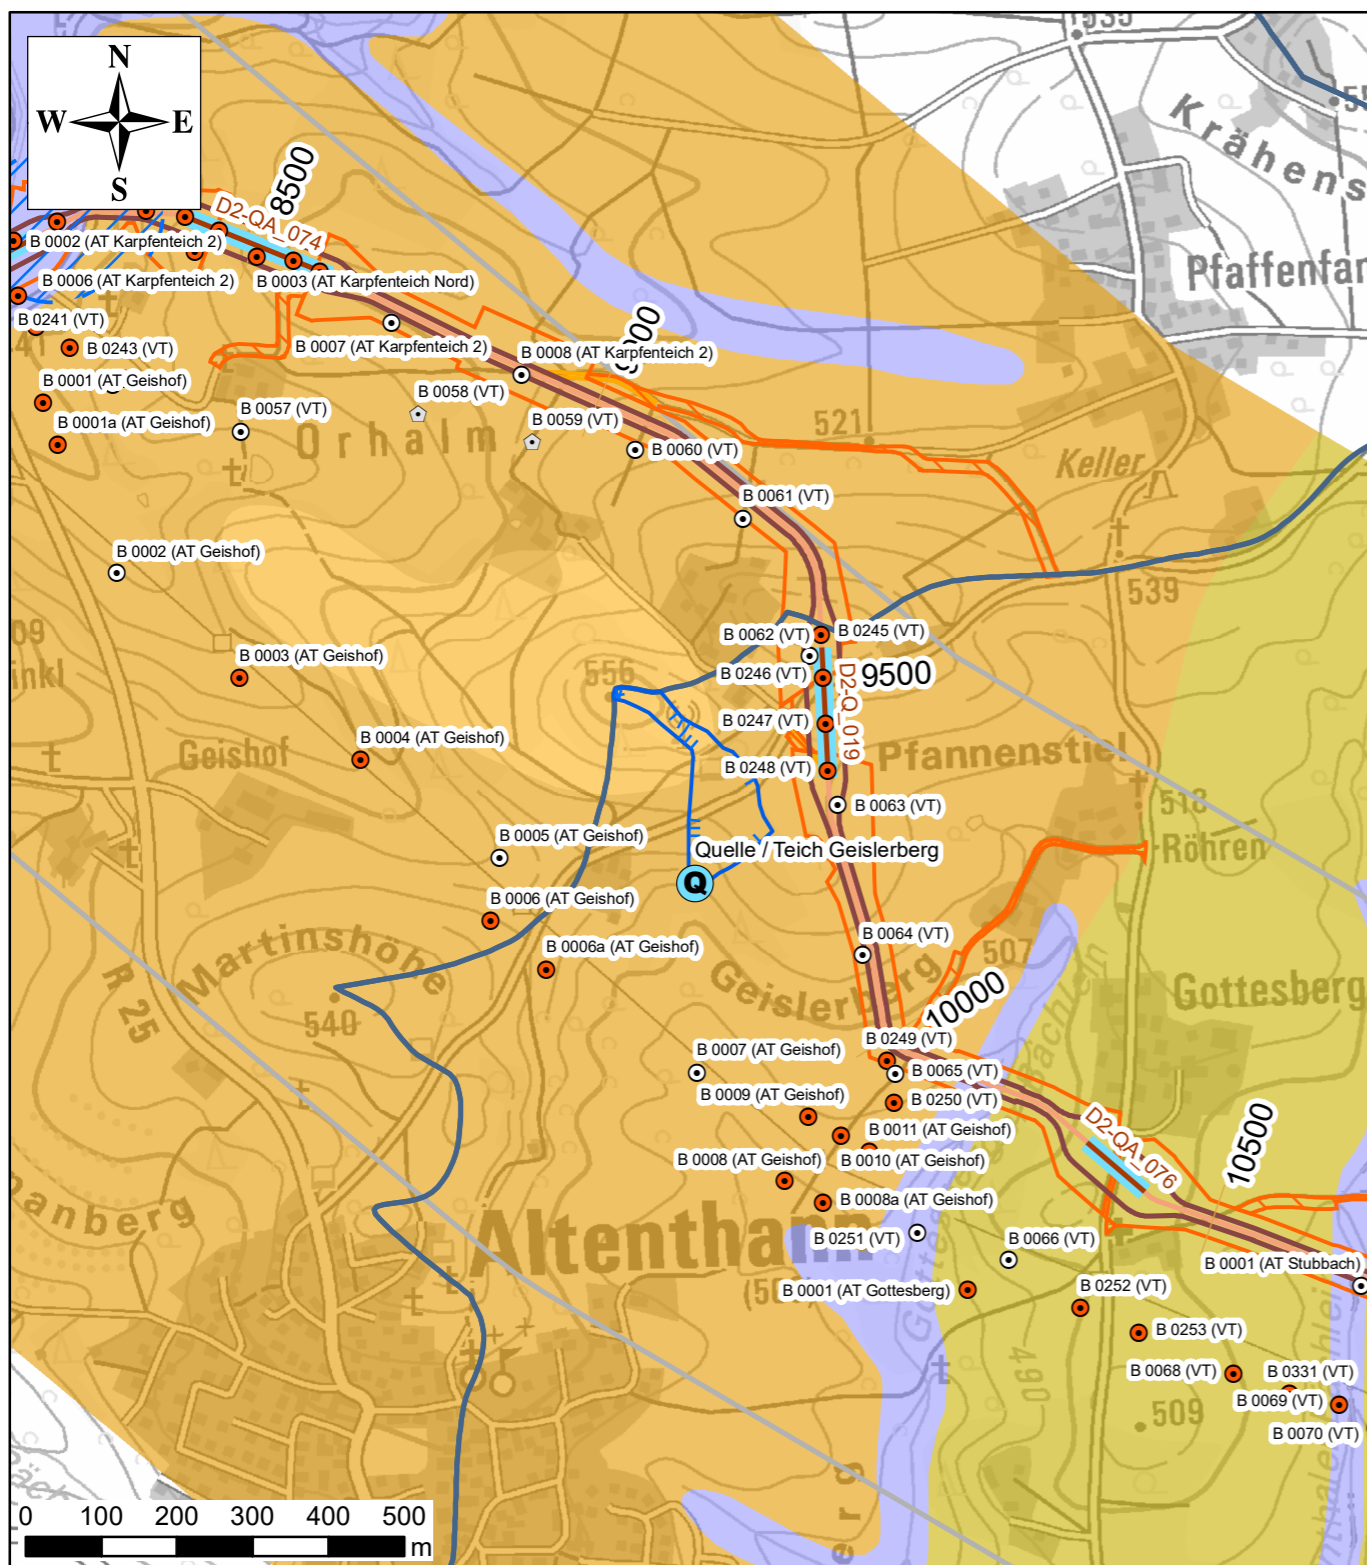 N
W E
S
1535
Krähens
Pfaffenfar
8500
D2-QA_074
B 0002 (AT Karpfenteich 2)
B 0006 (AT Karpfenteich 2)
B 0003 (AT Karpfenteich Nord)
B 0241 (VT)
B 0243 (VT)
B 0007 (AT Karpfenteich 2)
B 0008 (AT Karpfenteich 2)
B 0001 (AT Geishof)
B 0001a (AT Geishof)
B 0057 (VT)
B 0058 (VT)
B 0059 (VT)
B 0060 (VT)
Orhalm
521
Keller
B 0061 (VT)
B 0002 (AT Geishof)
539
B 0062 (VT)
B 0245 (VT)
B 0003 (AT Geishof)
B 0246 (VT)
9500
556
D2-Q_019
B 0247 (VT)
B 0004 (AT Geishof)
Geishof
B 0248 (VT)
Pfannenstiel
B 0063 (VT)
513
Röhren
B 0005 (AT Geishof)
Quelle / Teich Geislerberg
Q
B 0006 (AT Geishof)
B 0006a (AT Geishof)
B 0064 (VT)
507
Martinshöhe
R 25
540
Geislerberg
10000
Gottesberg
Bächlein
B 0249 (VT)
B 0007 (AT Geishof)
B 0065 (VT)
B 0009 (AT Geishof)
B 0250 (VT)
B 0011 (AT Geishof)
B 0010 (AT Geishof)
D2-QA_076
10500
B 0008 (AT Geishof)
B 0008a (AT Geishof)
anberg
Altenthann
B 0251 (VT)
B 0066 (VT)
B 0001 (AT Stubbach)
B 0001 (AT Gottesberg)
B 0252 (VT)
B 0253 (VT)
B 0068 (VT)
B 0331 (VT)
B 0069 (VT)
B 0070 (VT)
490
509
0 100 200 300 400 500
m